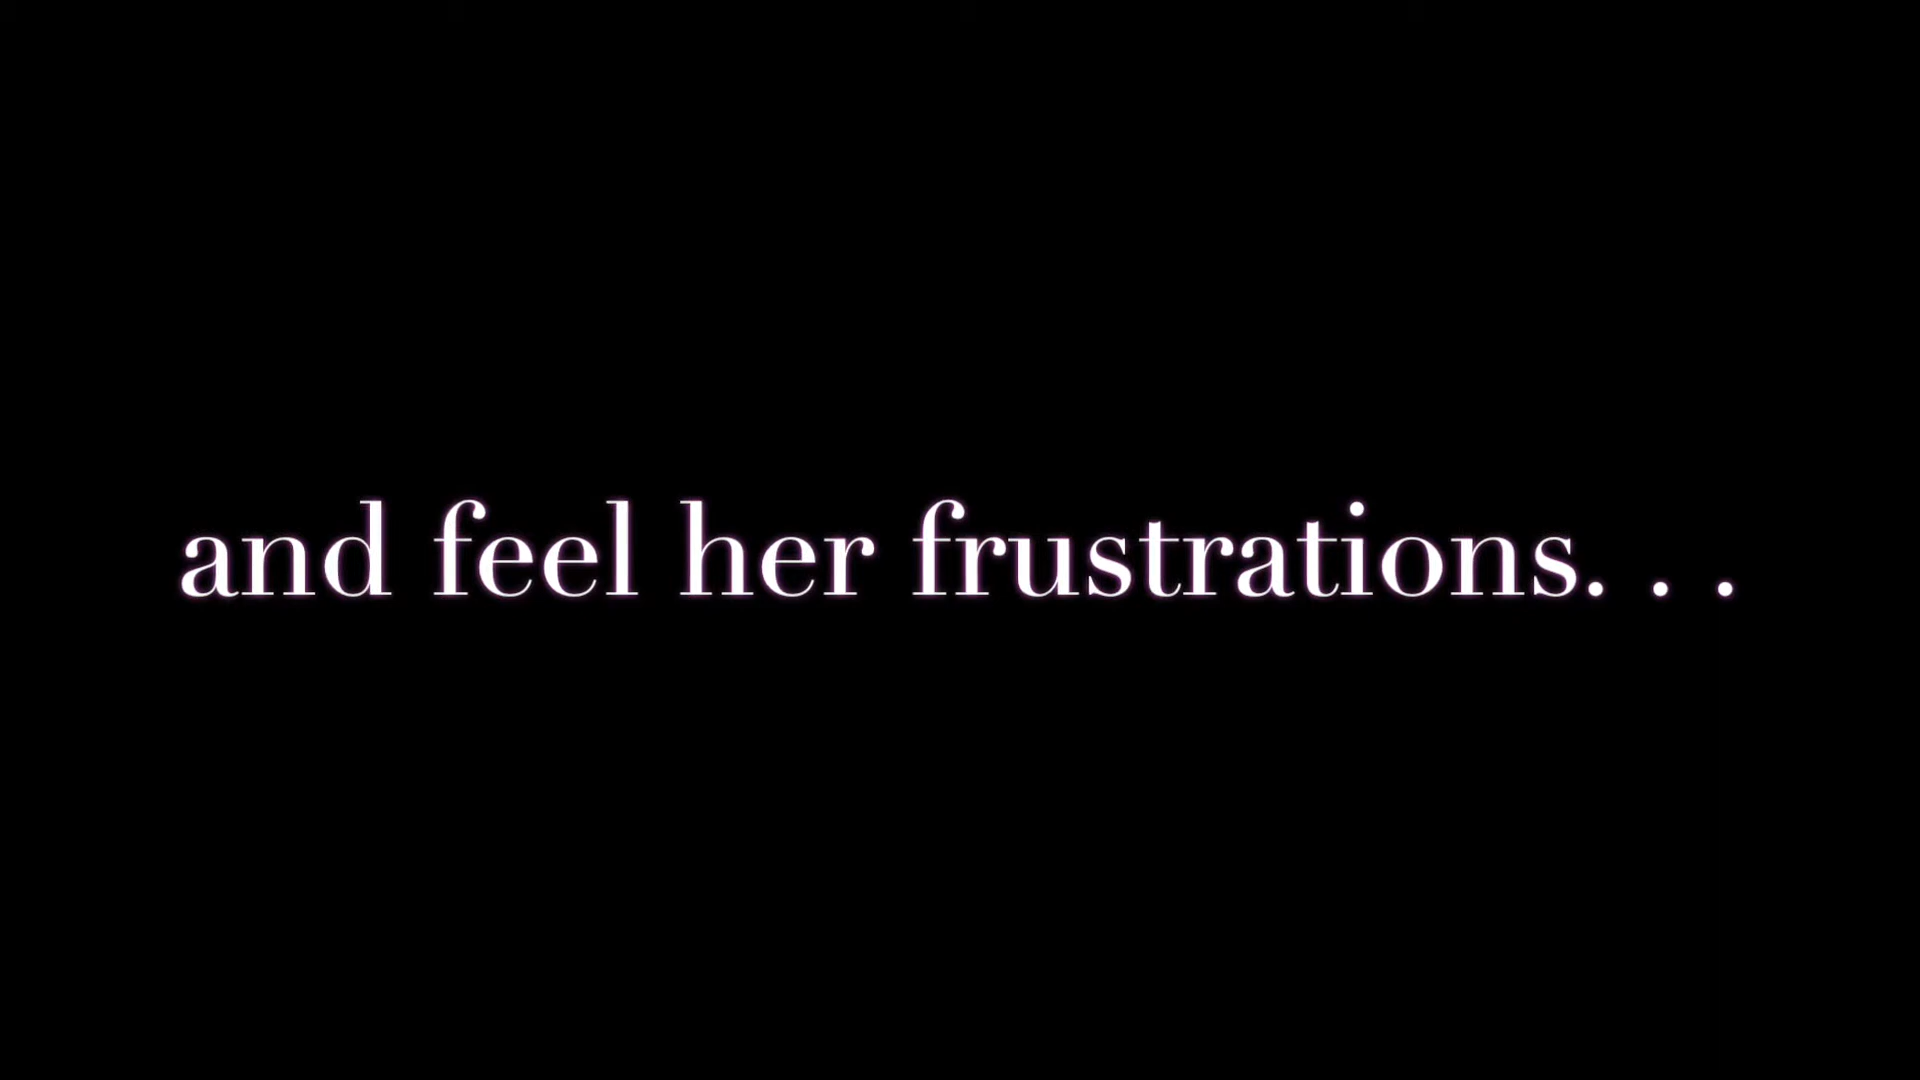 and feel her frustrations. . .